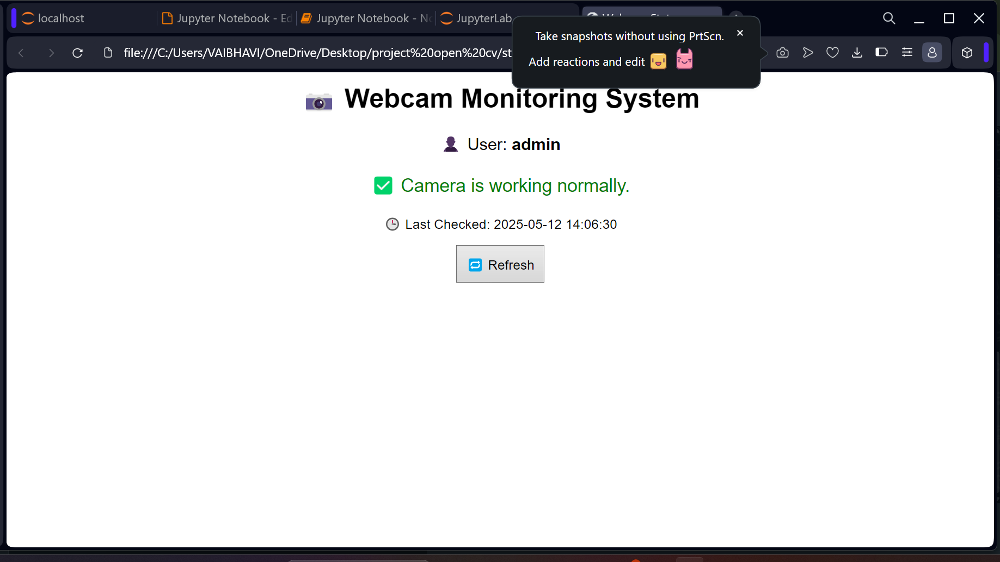 localhost
Jupyter Notebook - Ed
Jupyter Notebook - No
JupyterLab
Take snapshots without using PrtScn.
Add reactions and edit
file:///C:/Users/VAIBHAVI/OneDrive/Desktop/project%20open%20cv/st
Webcam Monitoring System
User: admin
Camera is working normally.
Last Checked: 2025-05-12 14:06:30
Refresh